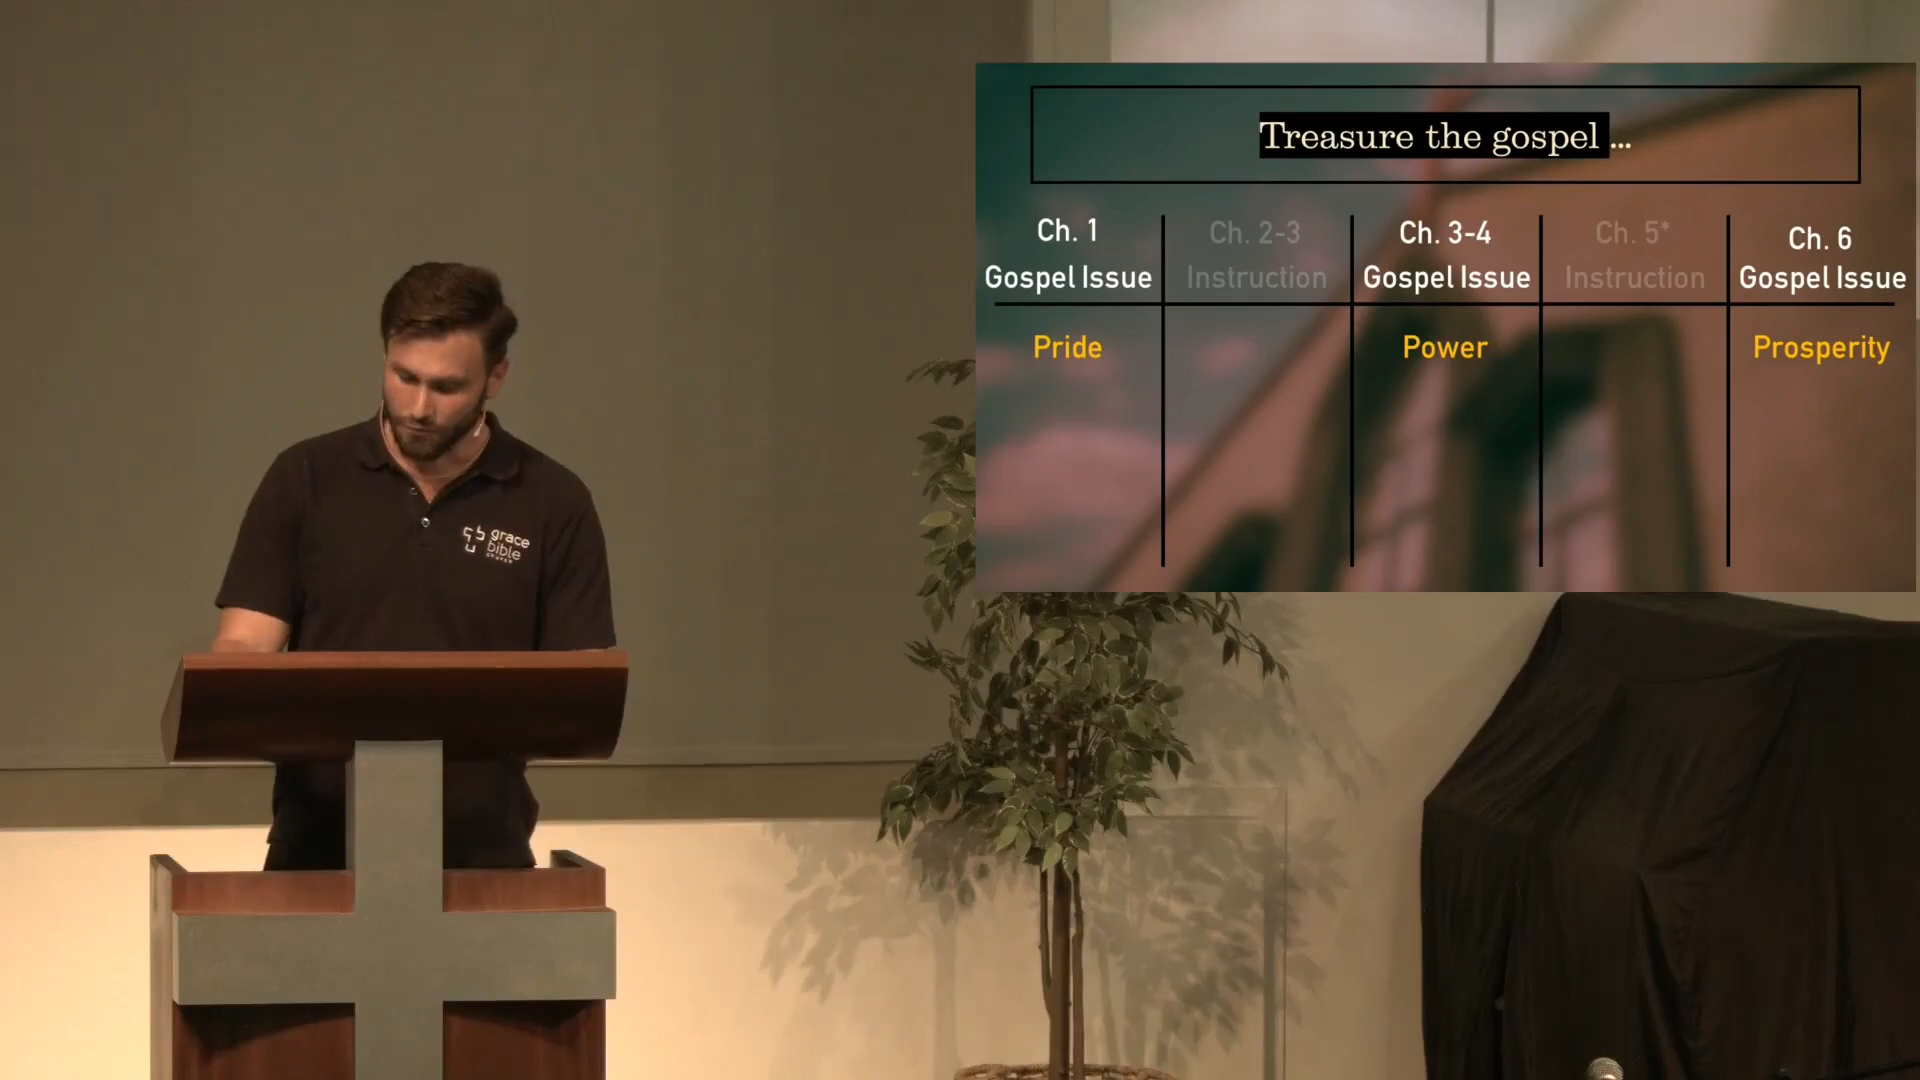 Treasure the gospel ...
Ch. 1
Gospel Issue
Ch. 2-3
Instruction
Ch. 3-4
Gospel Issue
Ch. 5*
Instruction
Ch. 6
Gospel Issue
Pride
Power
Prosperity
grace
bible
church